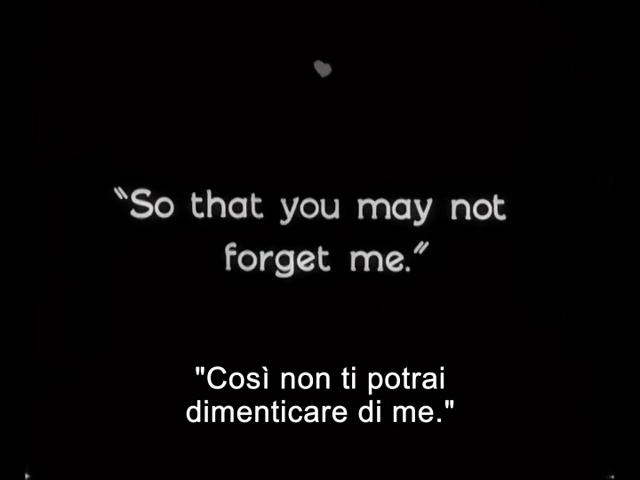 “So that you may not
forget me.”
"Così non ti potrai
dimenticare di me."